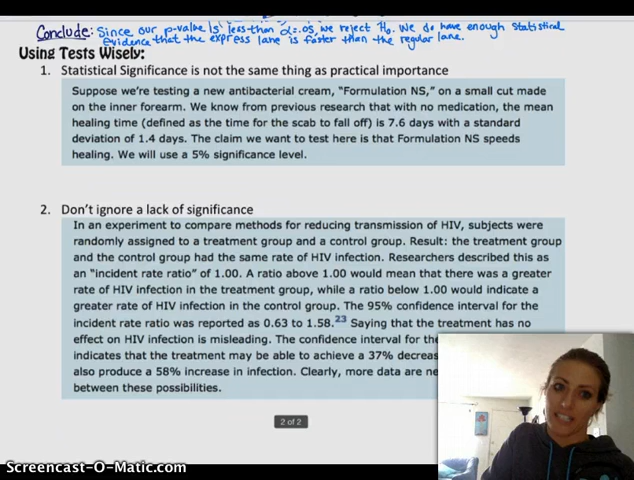 Conclude: Since our p-value is less than α=.05, we reject H₀. We do have enough statistical
evidence that the express lane is faster than the regular lane.
Using Tests Wisely:
1. Statistical Significance is not the same thing as practical importance
Suppose we're testing a new antibacterial cream, "Formulation NS," on a small cut made
on the inner forearm. We know from previous research that with no medication, the mean
healing time (defined as the time for the scab to fall off) is 7.6 days with a standard
deviation of 1.4 days. The claim we want to test here is that Formulation NS speeds
healing. We will use a 5% significance level.
2. Don't ignore a lack of significance
In an experiment to compare methods for reducing transmission of HIV, subjects were
randomly assigned to a treatment group and a control group. Result: the treatment group
and the control group had the same rate of HIV infection. Researchers described this as
an "incident rate ratio" of 1.00. A ratio above 1.00 would mean that there was a greater
rate of HIV infection in the treatment group, while a ratio below 1.00 would indicate a
greater rate of HIV infection in the control group. The 95% confidence interval for the
incident rate ratio was reported as 0.63 to 1.58.²³ Saying that the treatment has no
effect on HIV infection is misleading. The confidence interval for the
indicates that the treatment may be able to achieve a 37% decreas
also produce a 58% increase in infection. Clearly, more data are ne
between these possibilities.
2 of 2
Screencast-O-Matic.com